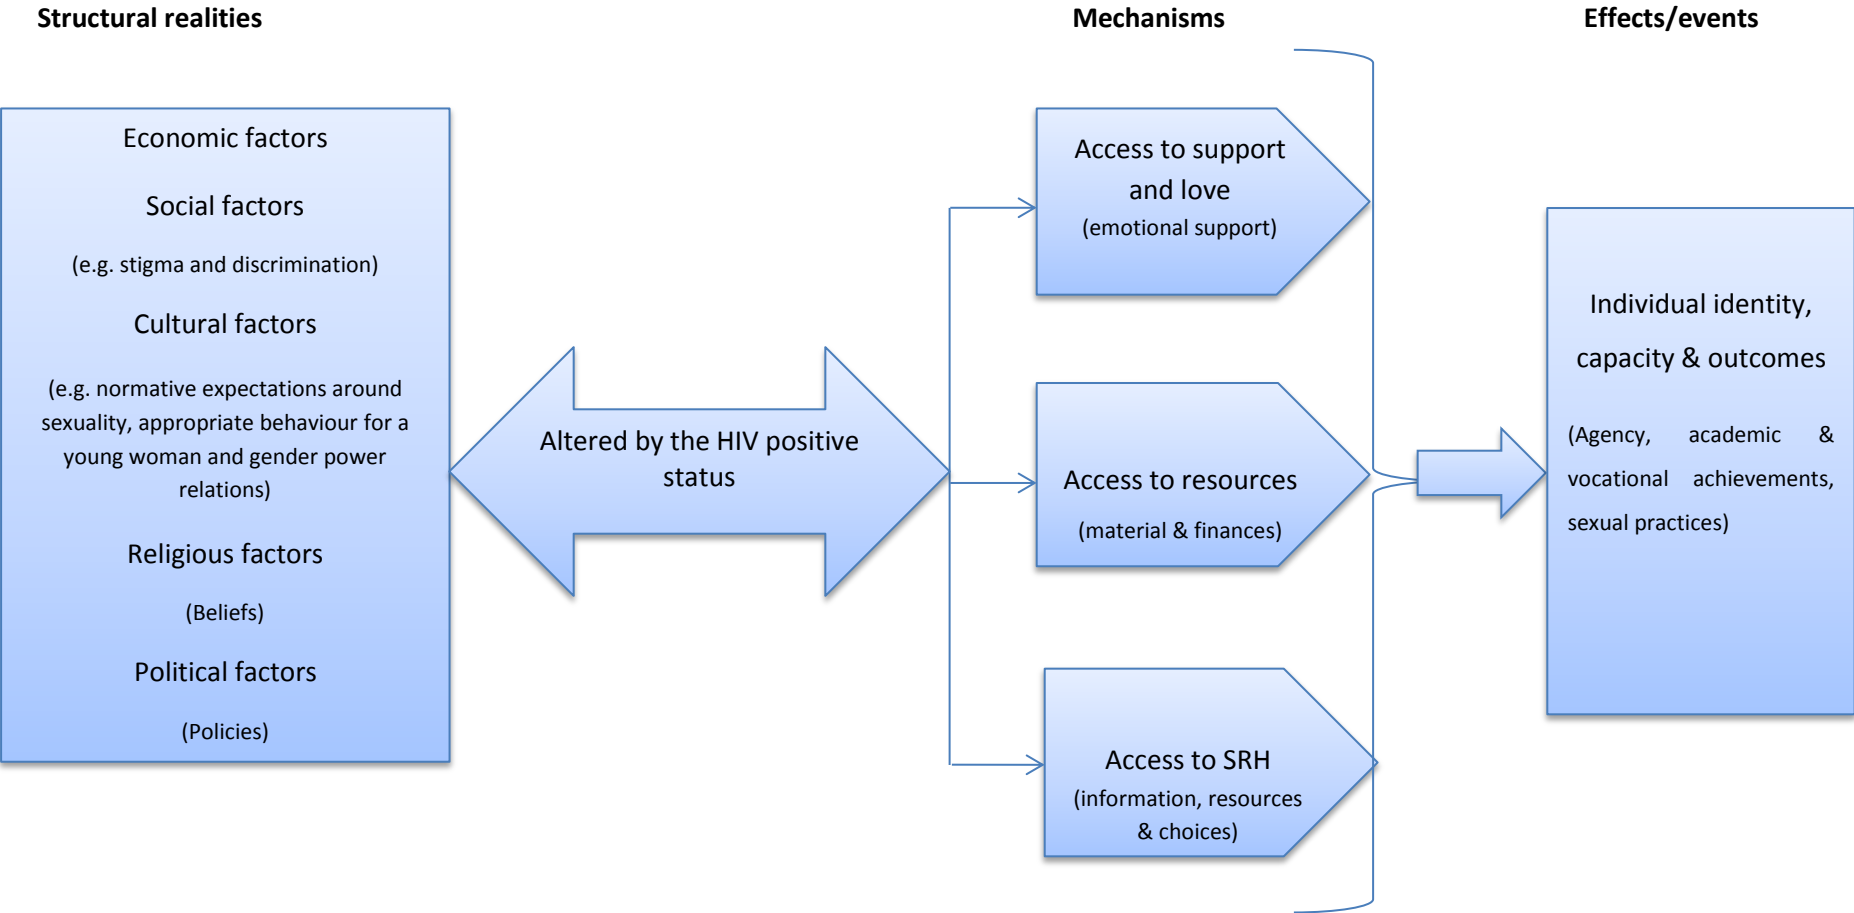 Structural realities
Mechanisms
Effects/events
Economic factors
Social factors
(e.g. stigma and discrimination)
Cultural factors
(e.g. normative expectations around
sexuality, appropriate behaviour for a
young woman and gender power
relations)
Religious factors
(Beliefs)
Political factors
(Policies)
Altered by the HIV positive
status
Access to support
and love
(emotional support)
Access to resources
(material & finances)
Access to SRH
(information, resources
& choices)
Individual identity,
capacity & outcomes
(Agency, academic &
vocational achievements,
sexual practices)